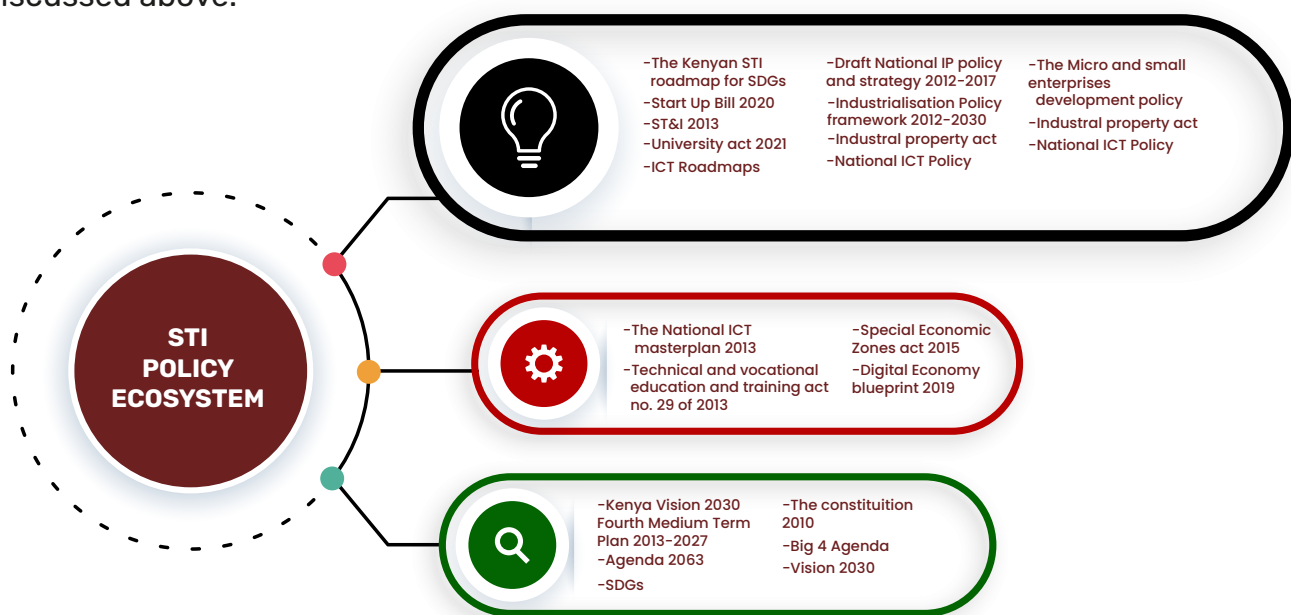 discussed above.
-The Kenyan STI
roadmap for SDGs
-Start Up Bill 2020
-ST&I 2013
-University act 2021
-ICT Roadmaps
-Draft National IP policy
and strategy 2012-2017
-Industrialisation Policy
framework 2012-2030
-Industral property act
-National ICT Policy
-The Micro and small
enterprises
development policy
-Industral property act
-National ICT Policy
STI
POLICY
ECOSYSTEM
-The National ICT
masterplan 2013
-Technical and vocational
education and training act
no. 29 of 2013
-Special Economic
Zones act 2015
-Digital Economy
blueprint 2019
-Kenya Vision 2030
Fourth Medium Term
Plan 2013-2027
-Agenda 2063
-SDGs
-The constituition
2010
-Big 4 Agenda
-Vision 2030